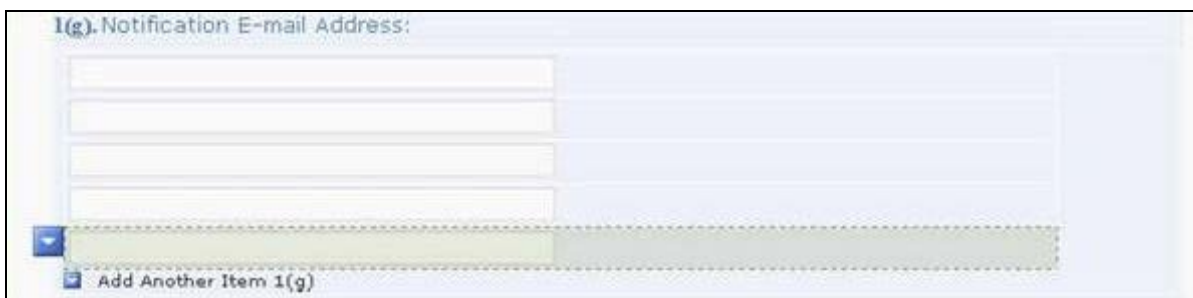 1(g). Notification E-mail Address:
Add Another Item 1(g)